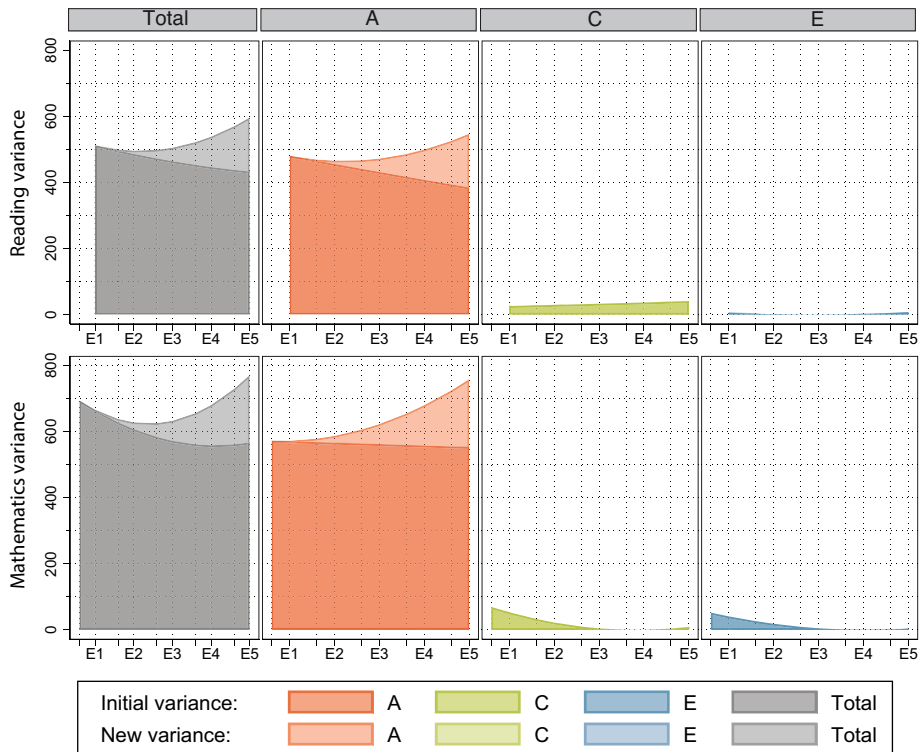 Total A C E
Reading variance
800
600
400
200
0
E1 E2 E3 E4 E5 E1 E2 E3 E4 E5 E1 E2 E3 E4 E5 E1 E2 E3 E4 E5
Mathematics variance
800
600
400
200
0
E1 E2 E3 E4 E5 E1 E2 E3 E4 E5 E1 E2 E3 E4 E5 E1 E2 E3 E4 E5
Initial variance: A C E Total
New variance: A C E Total